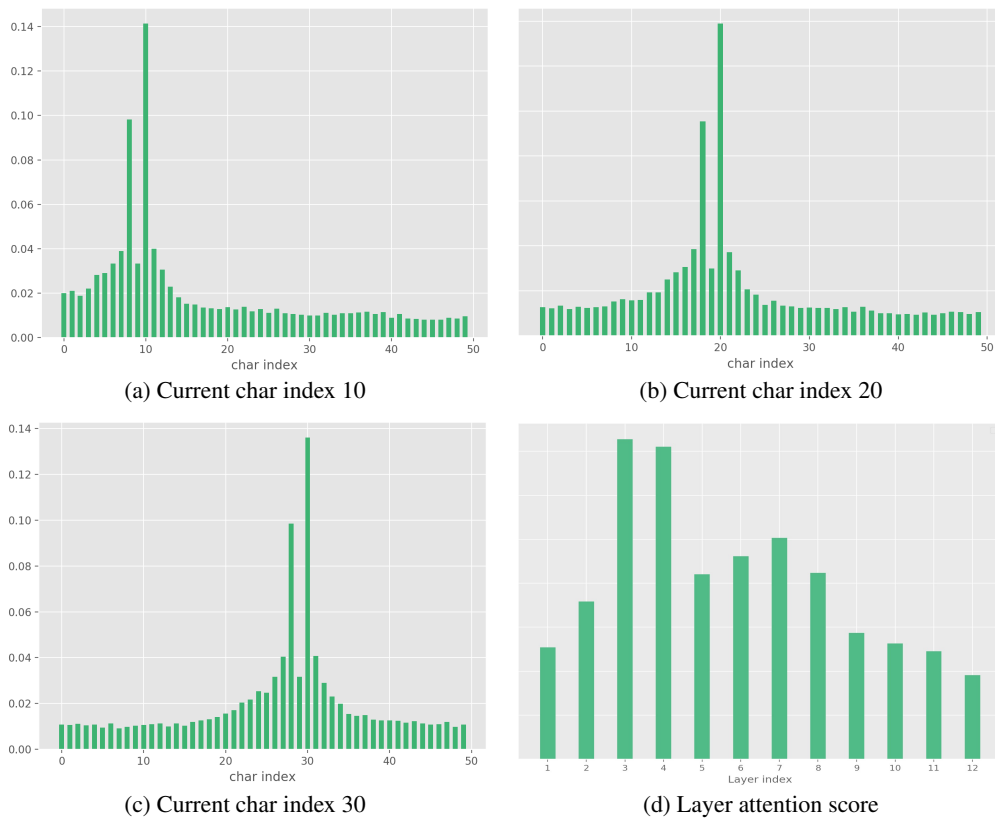 0.14
0.12
0.10
0.08
0.06
0.04
0.02
0.00
0 10 20 30 40 50
char index
(a) Current char index 10
0 10 20 30 40 50
char index
(b) Current char index 20
0.14
0.12
0.10
0.08
0.06
0.04
0.02
0.00
0 10 20 30 40 50
char index
(c) Current char index 30
1 2 3 4 5 6 7 8 9 10 11 12
Layer index
(d) Layer attention score